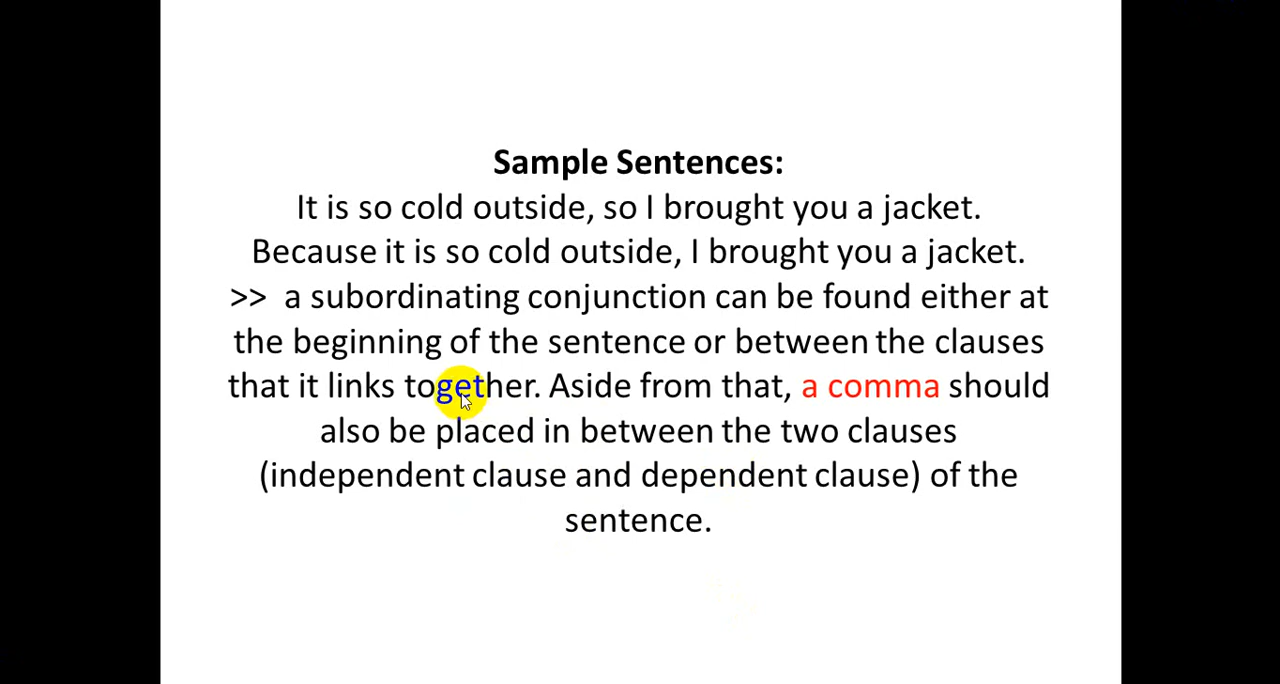 Sample Sentences:
It is so cold outside, so I brought you a jacket.
Because it is so cold outside, I brought you a jacket.
>>  a subordinating conjunction can be found either at
the beginning of the sentence or between the clauses
that it links together. Aside from that, a comma should
also be placed in between the two clauses
(independent clause and dependent clause) of the
sentence.